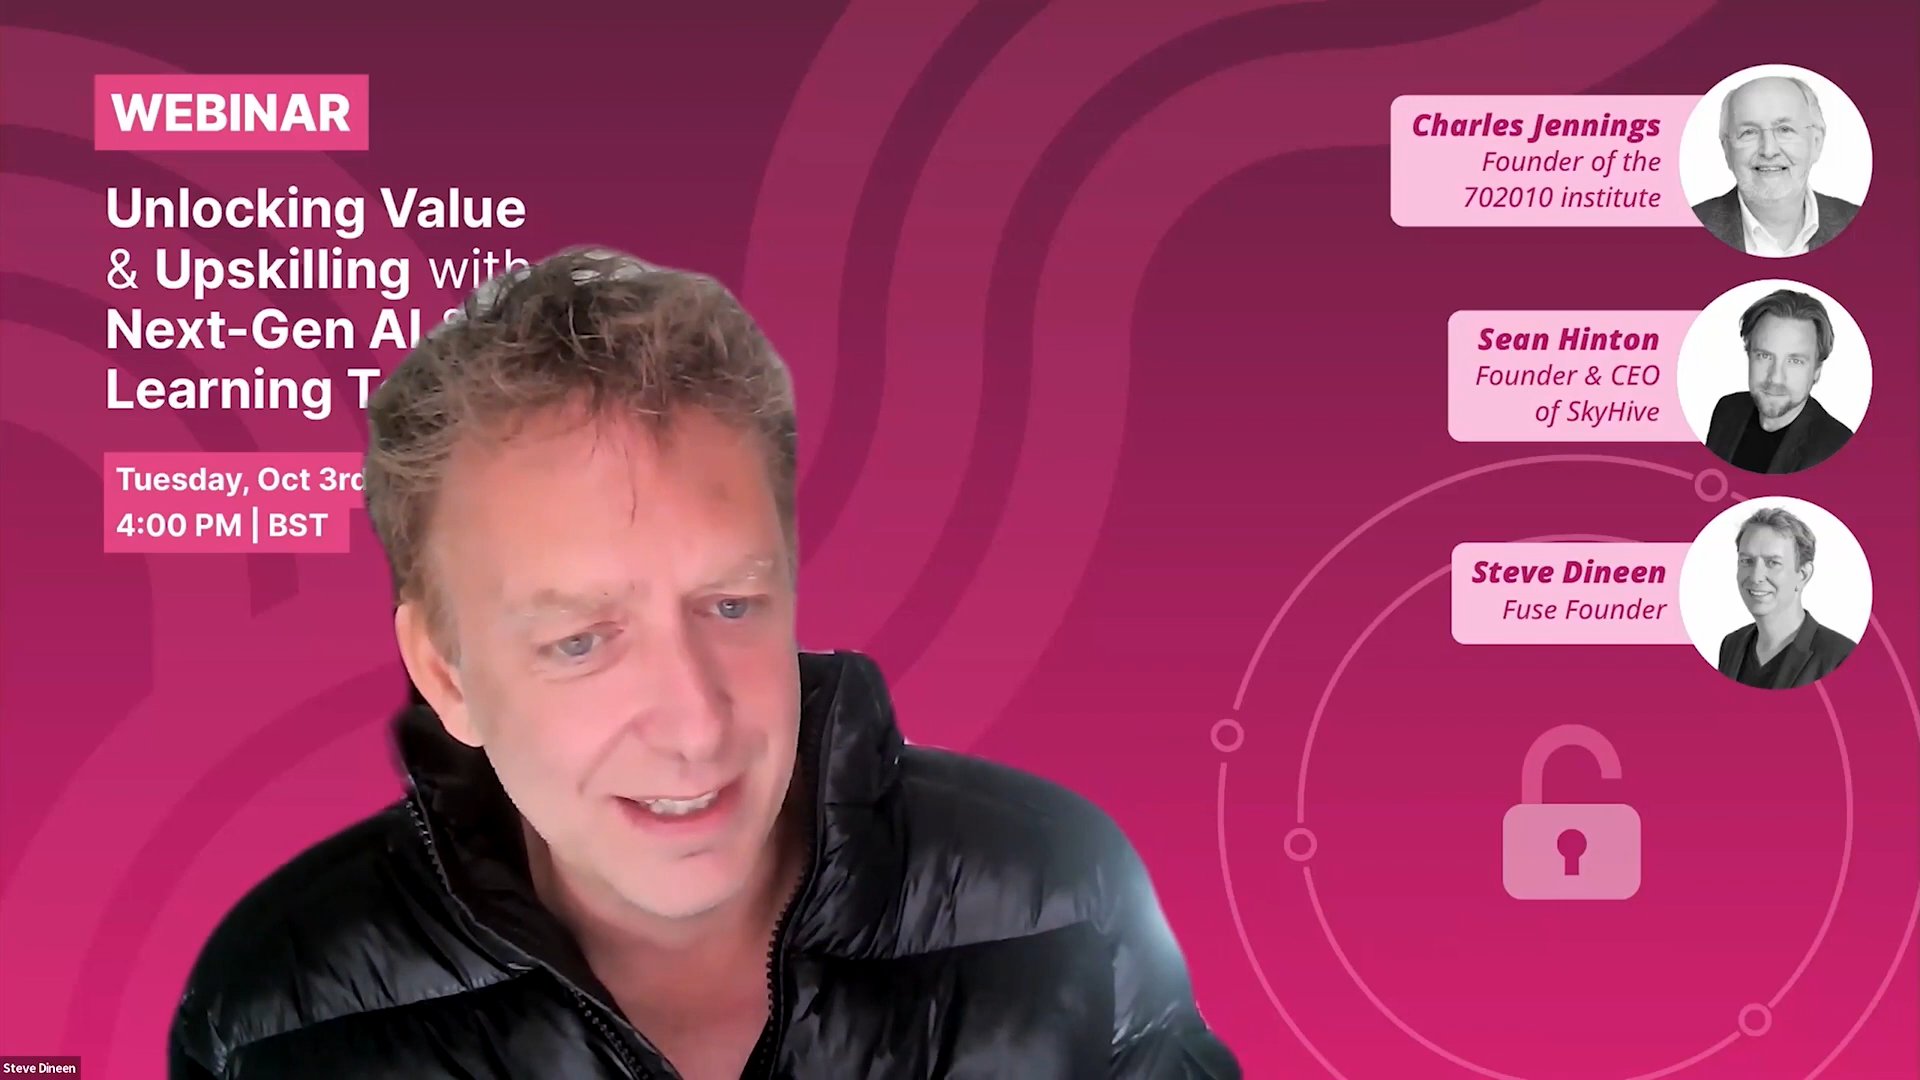 WEBINAR
Unlocking Value
& Upskilling with
Next-Gen AI
Learning
Tuesday, Oct 3rd
4:00 PM | BST
Charles Jennings
Founder of the
702010 institute
Sean Hinton
Founder & CEO
of SkyHive
Steve Dineen
Fuse Founder
Steve Dineen